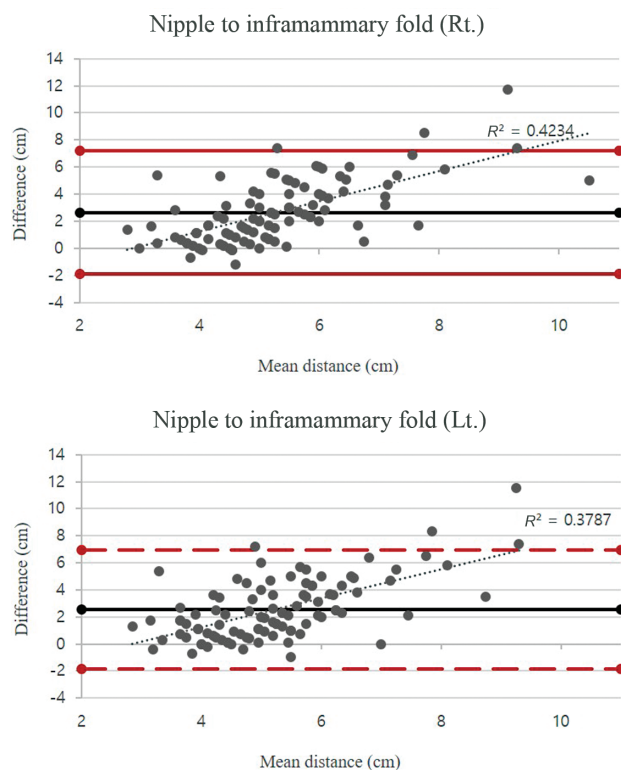 Nipple to inframammary fold (Rt.)
14
12
10
8
6
4
2
0
-2
-4
Difference (cm)
R² = 0.4234
2 4 6 8 10
Mean distance (cm)
Nipple to inframammary fold (Lt.)
14
12
10
8
6
4
2
0
-2
-4
Difference (cm)
R² = 0.3787
2 4 6 8 10
Mean distance (cm)